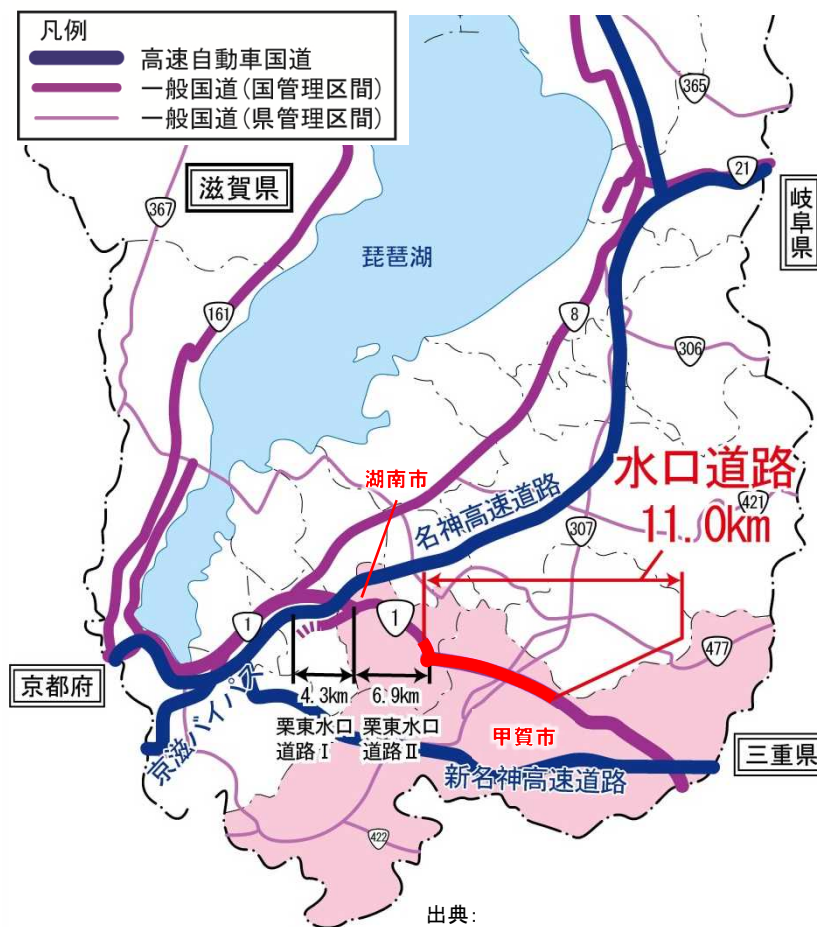 凡例
高速自動車国道
一般国道(国管理区間)
一般国道(県管理区間)
365
21
滋賀県
367
岐阜県
琵琶湖
161
8
306
水口道路
湖南市
名神高速道路
421
11.0km
307
1
1
477
京都府
4.3km
6.9km
京滋バイパス
栗東水口
道路Ⅰ
栗東水口
道路Ⅱ
甲賀市
三重県
新名神高速道路
422
出典: